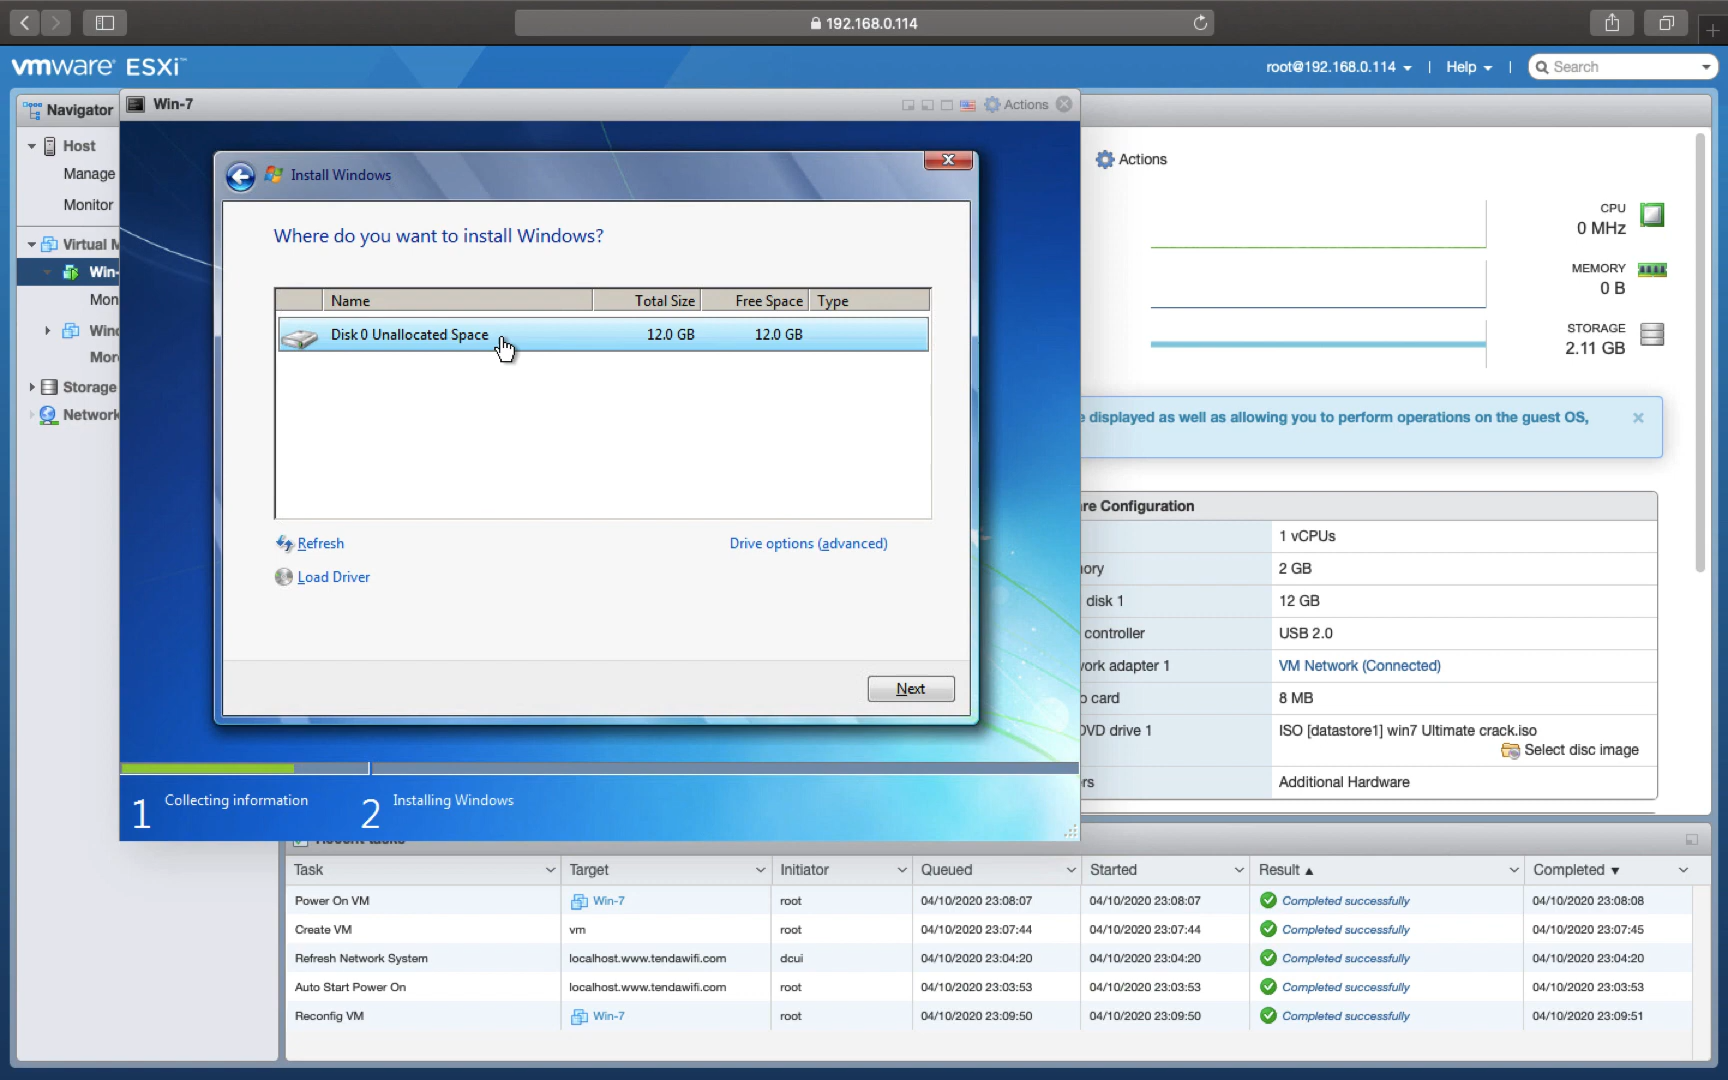 192.168.0.114
vmware ESXi™
root@192.168.0.114
|
Help
|
Search
Navigator
Win-7
Actions
Host
Manage
Monitor
Virtual M
Win-
Mon
Wind
More
Storage
Network
Install Windows
Where do you want to install Windows?
Name Total Size Free Space Type
Disk 0 Unallocated Space 12.0 GB 12.0 GB
Refresh
Drive options (advanced)
Load Driver
Next
1 Collecting information
2 Installing Windows
Actions
CPU
0 MHz
MEMORY
0 B
STORAGE
2.11 GB
e displayed as well as allowing you to perform operations on the guest OS,
re Configuration
1 vCPUs
ory 2 GB
disk 1 12 GB
controller USB 2.0
ork adapter 1 VM Network (Connected)
o card 8 MB
DVD drive 1 ISO [datastore1] win7 Ultimate crack.iso
Select disc image
rs Additional Hardware
Recent tasks
Task Target Initiator Queued Started Result Completed
Power On VM Win-7 root 04/10/2020 23:08:07 04/10/2020 23:08:07 Completed successfully 04/10/2020 23:08:08
Create VM vm root 04/10/2020 23:07:44 04/10/2020 23:07:44 Completed successfully 04/10/2020 23:07:45
Refresh Network System localhost.www.tendawifi.com dcui 04/10/2020 23:04:20 04/10/2020 23:04:20 Completed successfully 04/10/2020 23:04:20
Auto Start Power On localhost.www.tendawifi.com root 04/10/2020 23:03:53 04/10/2020 23:03:53 Completed successfully 04/10/2020 23:03:53
Reconfig VM Win-7 root 04/10/2020 23:09:50 04/10/2020 23:09:50 Completed successfully 04/10/2020 23:09:51